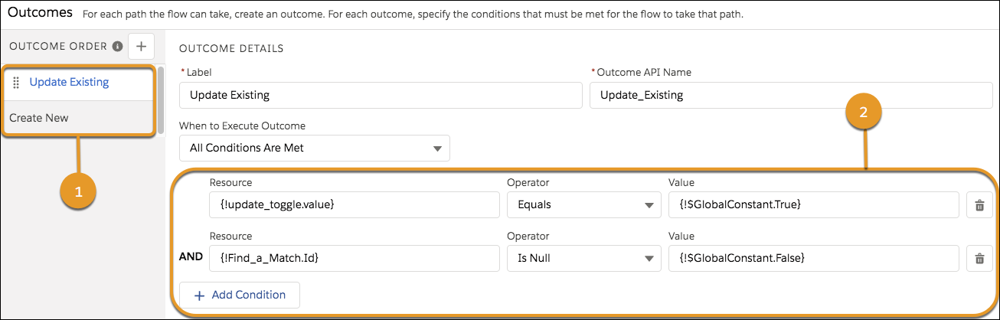 Outcomes For each path the flow can take, create an outcome. For each outcome, specify the conditions that must be met for the flow to take that path.
OUTCOME ORDER
Update Existing
Create New
1
OUTCOME DETAILS
* Label
Update Existing
* Outcome API Name
Update_Existing
2
When to Execute Outcome
All Conditions Are Met
Resource Operator Value
{!update_toggle.value} Equals {!$GlobalConstant.True}
Resource Operator Value
AND {!Find_a_Match.Id} Is Null {!$GlobalConstant.False}
+ Add Condition